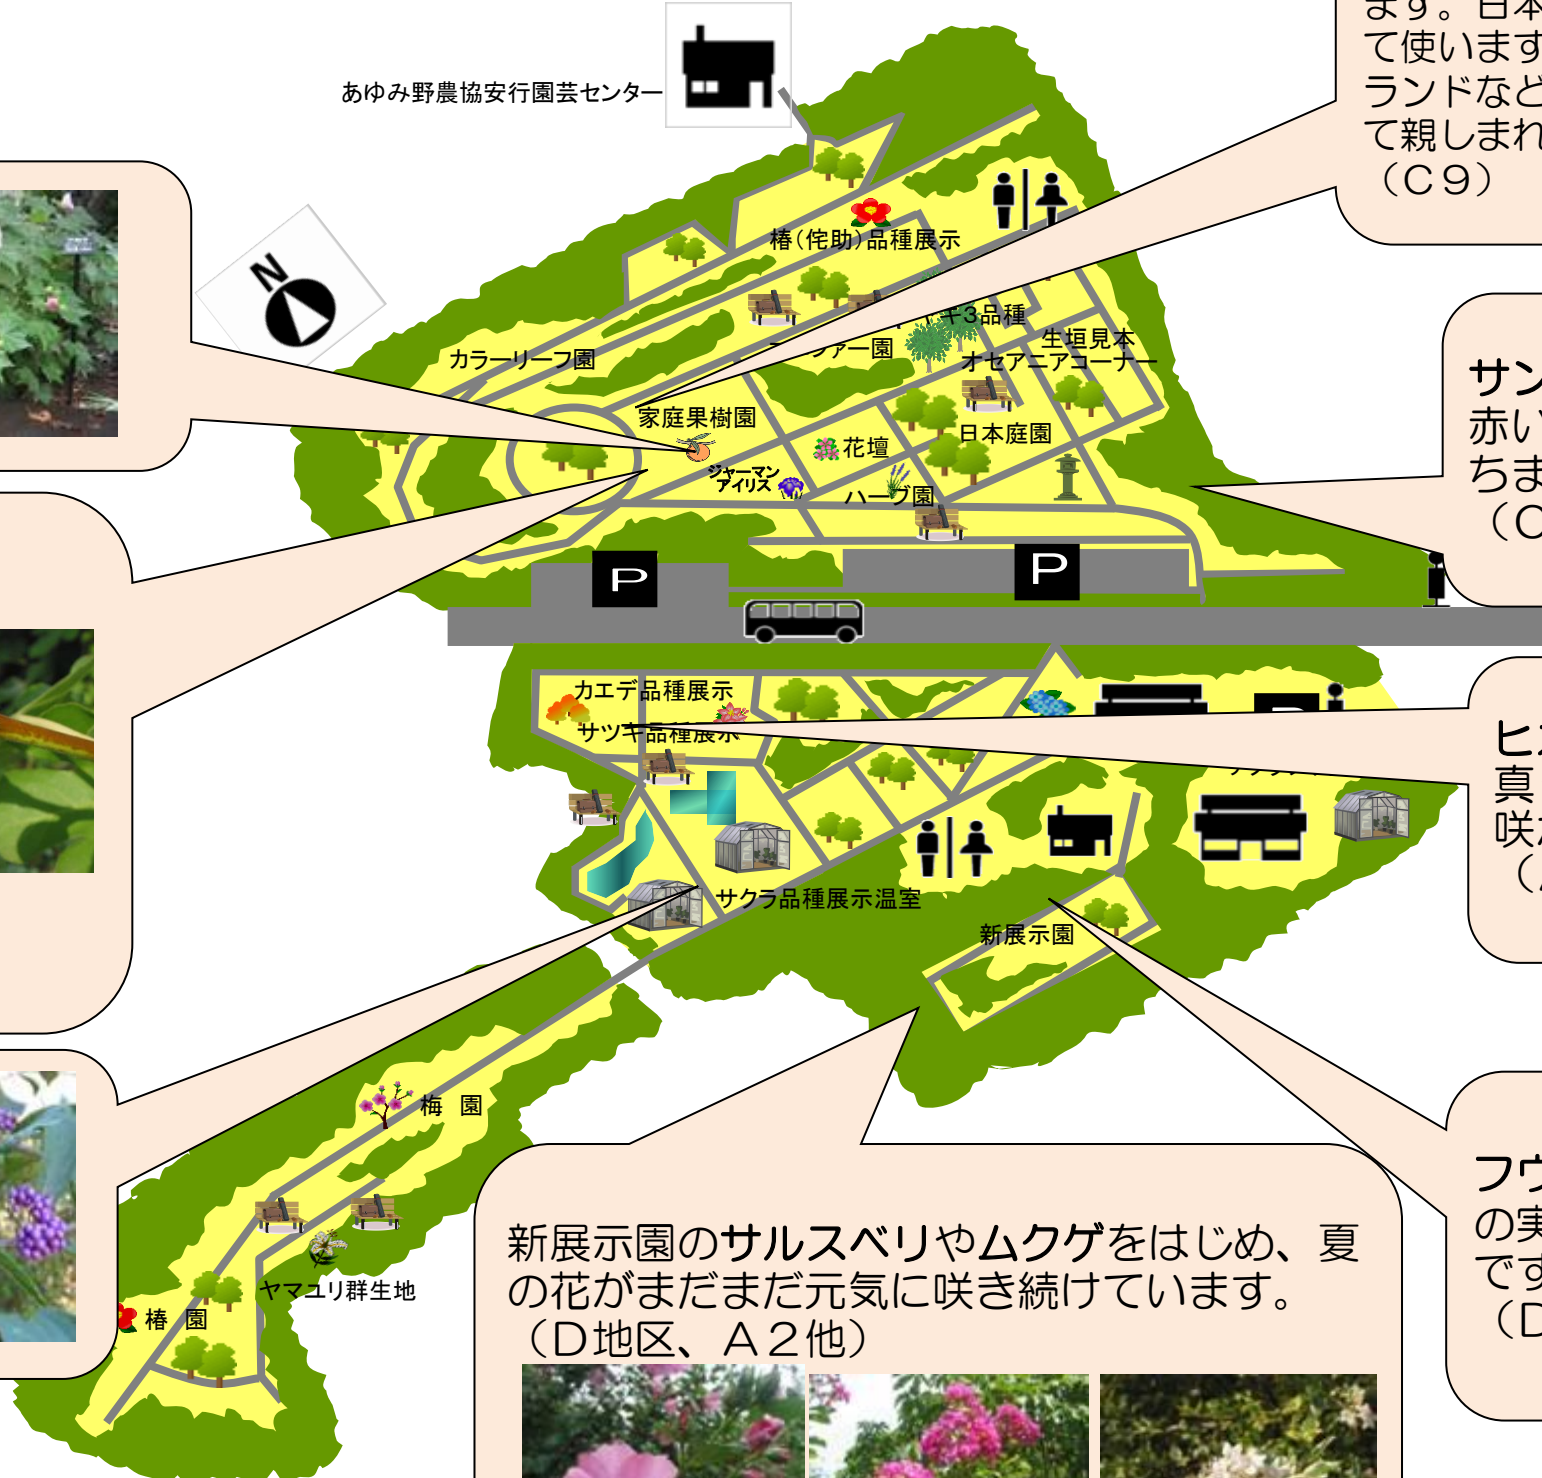 ます。日本
て使います
ランドなど
て親しまれ
（C９）
あゆみ野農協安行園芸センター
N
椿（侘助）品種展示
キ3品種
生垣見本
オセアニアコーナー
ファー園
カラーリーフ園
家庭果樹園
花壇
日本庭園
ジャーマン
アイリス
ハーブ園
サン
赤い
ちま
P
P
カエデ品種展示
サツキ品種展示
ヒ
真
咲
サクラ品種展示温室
新展示園
梅　園
ヤマユリ群生地
椿　園
フウ
の実
です
（D
新展示園のサルスベリやムクゲをはじめ、夏
の花がまだまだ元気に咲き続けています。
（D地区、A２他）